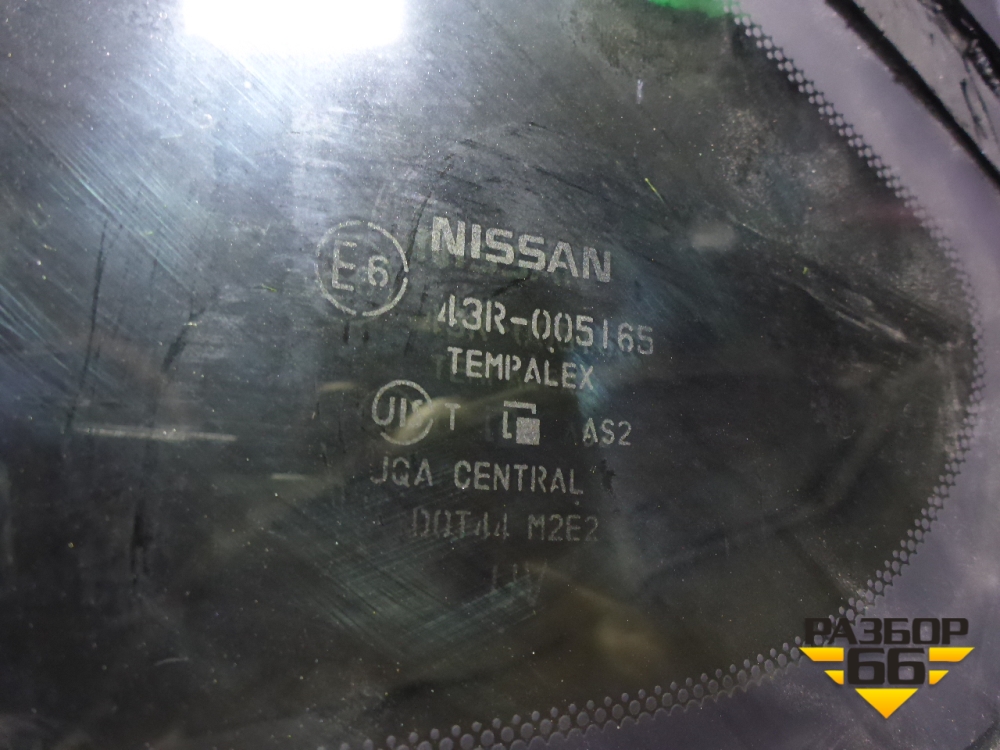 E6 NISSAN
43R-005165
TEMPALEX
T AS2
JQA CENTRAL
DOT44 M2E2
РАЗБОР
66